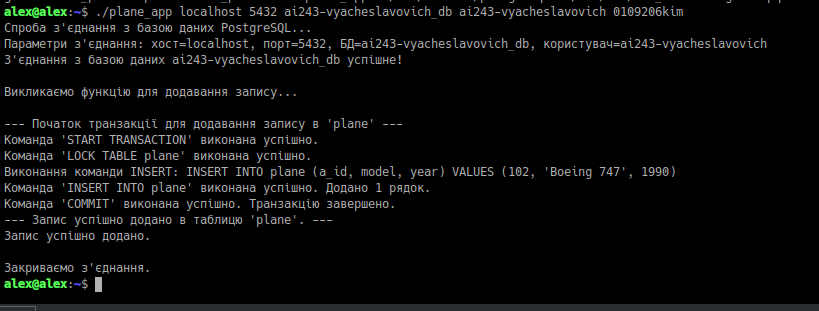 alex@alex:~$ ./plane_app localhost 5432 ai243-vyacheslavovich_db ai243-vyacheslavovich 0109206kim
Спроба з'єднання з базою даних PostgreSQL...
Параметри з'єднання: хост=localhost, порт=5432, БД=ai243-vyacheslavovich_db, користувач=ai243-vyacheslavovich
З'єднання з базою даних ai243-vyacheslavovich_db успішне!
Викликаємо функцію для додавання запису...
--- Початок транзакції для додавання запису в 'plane' ---
Команда 'START TRANSACTION' виконана успішно.
Команда 'LOCK TABLE plane' виконана успішно.
Виконання команди INSERT: INSERT INTO plane (a_id, model, year) VALUES (102, 'Boeing 747', 1990)
Команда 'INSERT INTO plane' виконана успішно. Додано 1 рядок.
Команда 'COMMIT' виконана успішно. Транзакцію завершено.
--- Запис успішно додано в таблицю 'plane'. ---
Запис успішно додано.
Закриваємо з'єднання.
alex@alex:~$